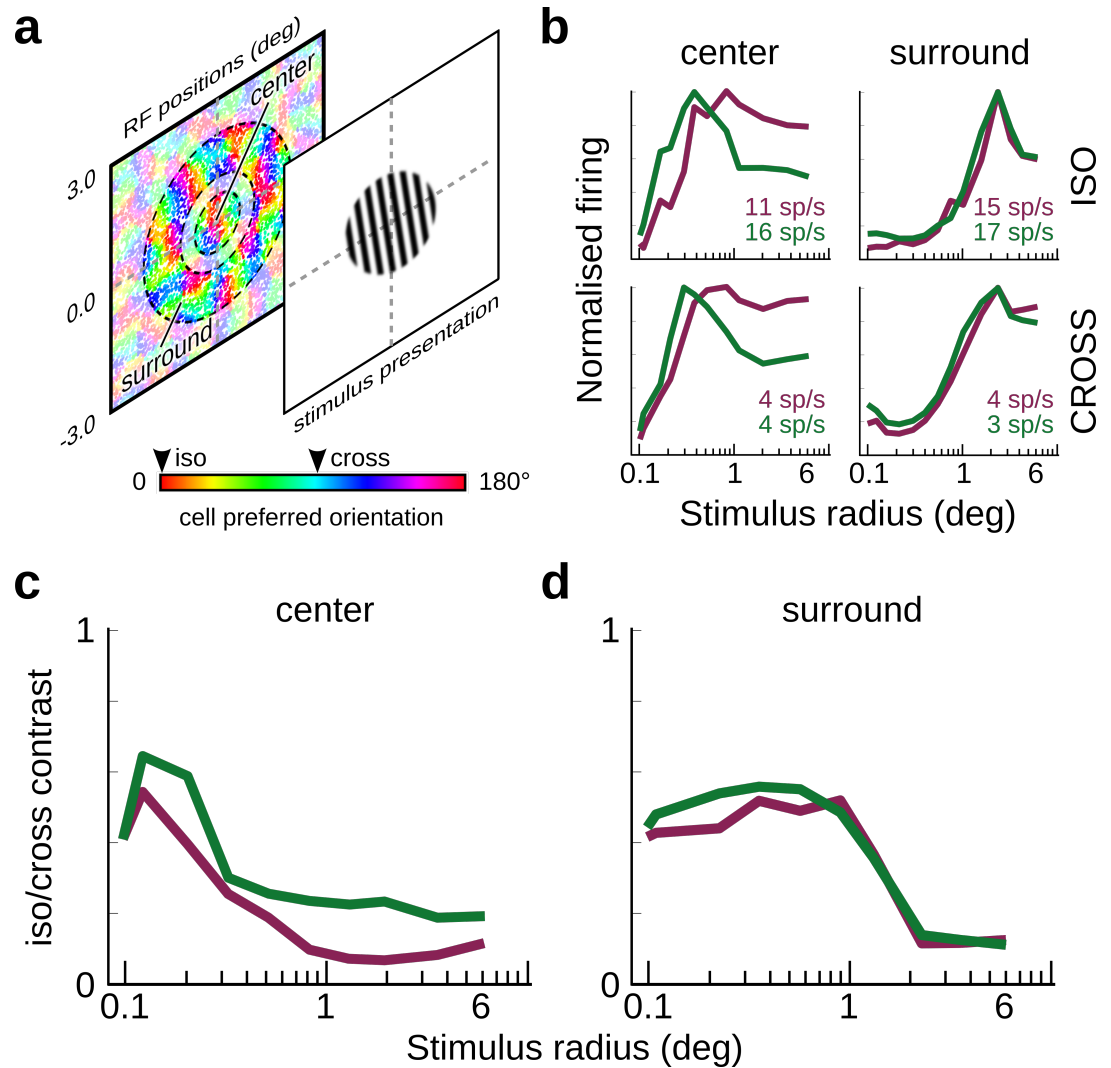 a
RF positions (deg)
center
3.0
0.0
-3.0
surround
stimulus presentation
iso
cross
0
180°
cell preferred orientation
b
center
surround
Normalised firing
11 sp/s
16 sp/s
15 sp/s
17 sp/s
ISO
4 sp/s
4 sp/s
4 sp/s
3 sp/s
CROSS
0.1 1 6
0.1 1 6
Stimulus radius (deg)
c
center
iso/cross contrast
1
0
0.1 1 6
d
surround
1
0
0.1 1 6
Stimulus radius (deg)